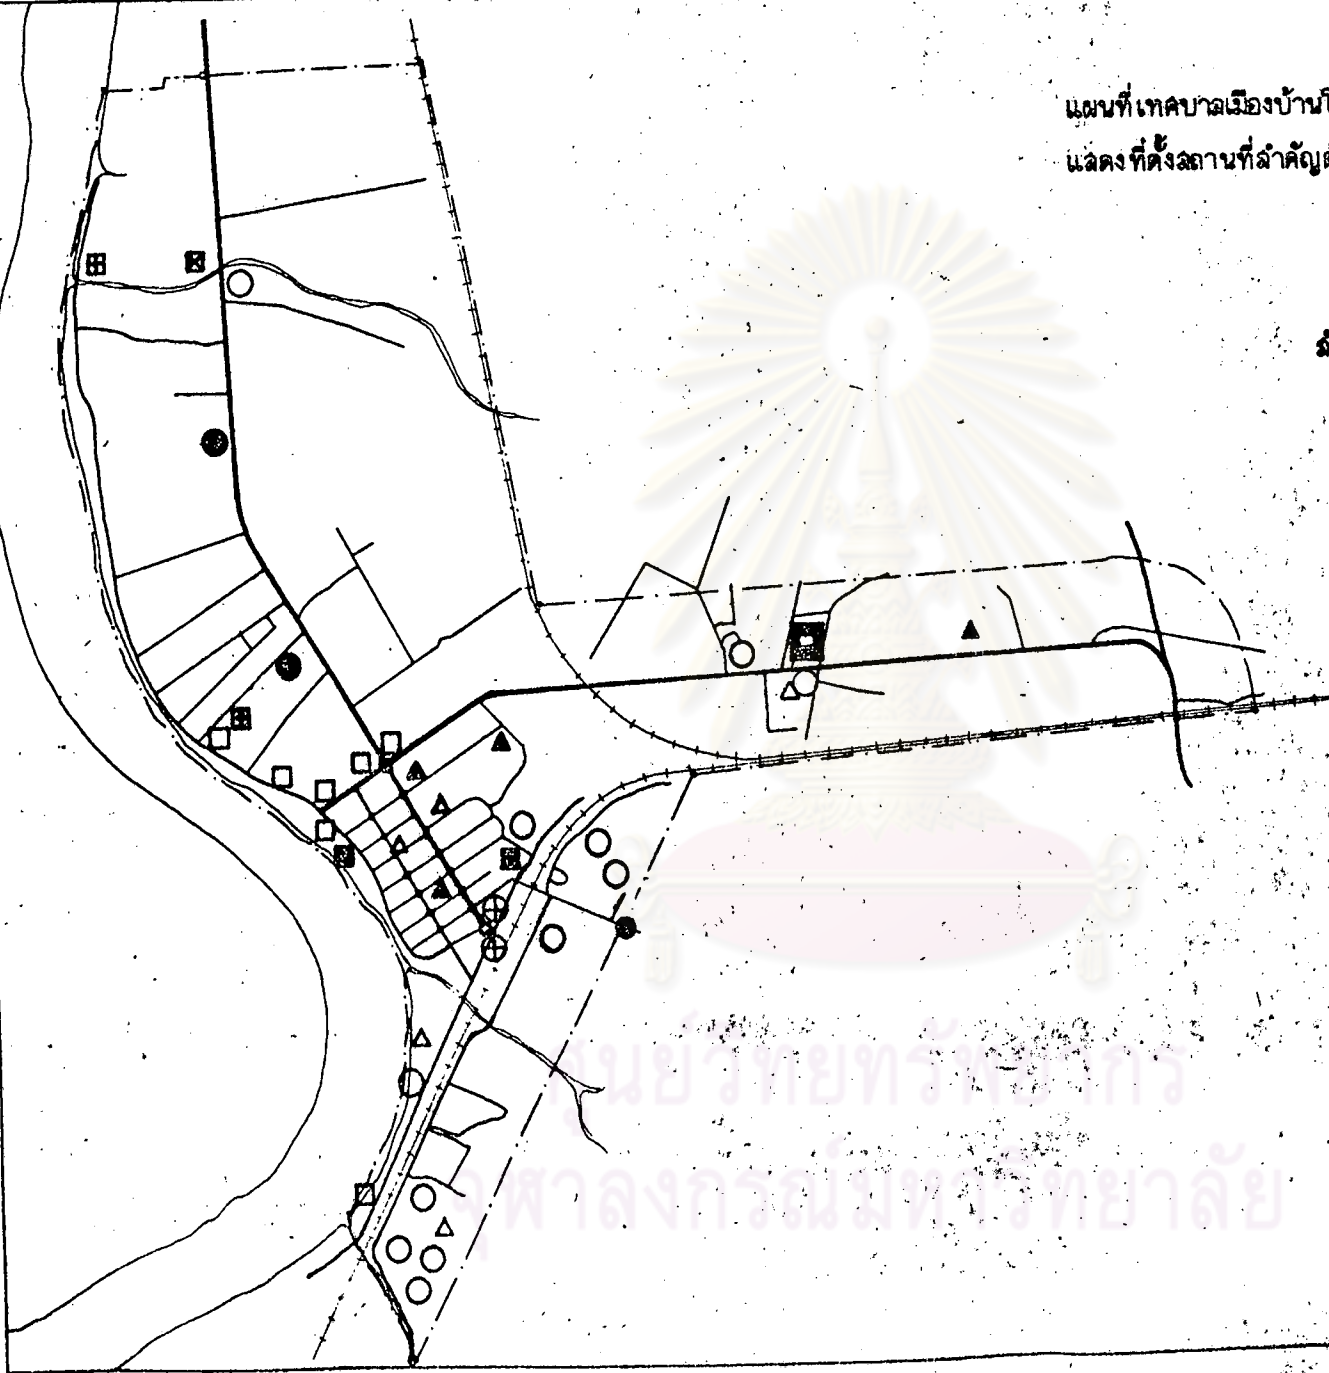 แผนที่เทศบาลเมืองบ้านโ
แสดงที่ตั้งสถานที่สำคัญต
ศูนย์วิทยทรัพยากร
จุฬาลงกรณ์มหาวิทยาลัย